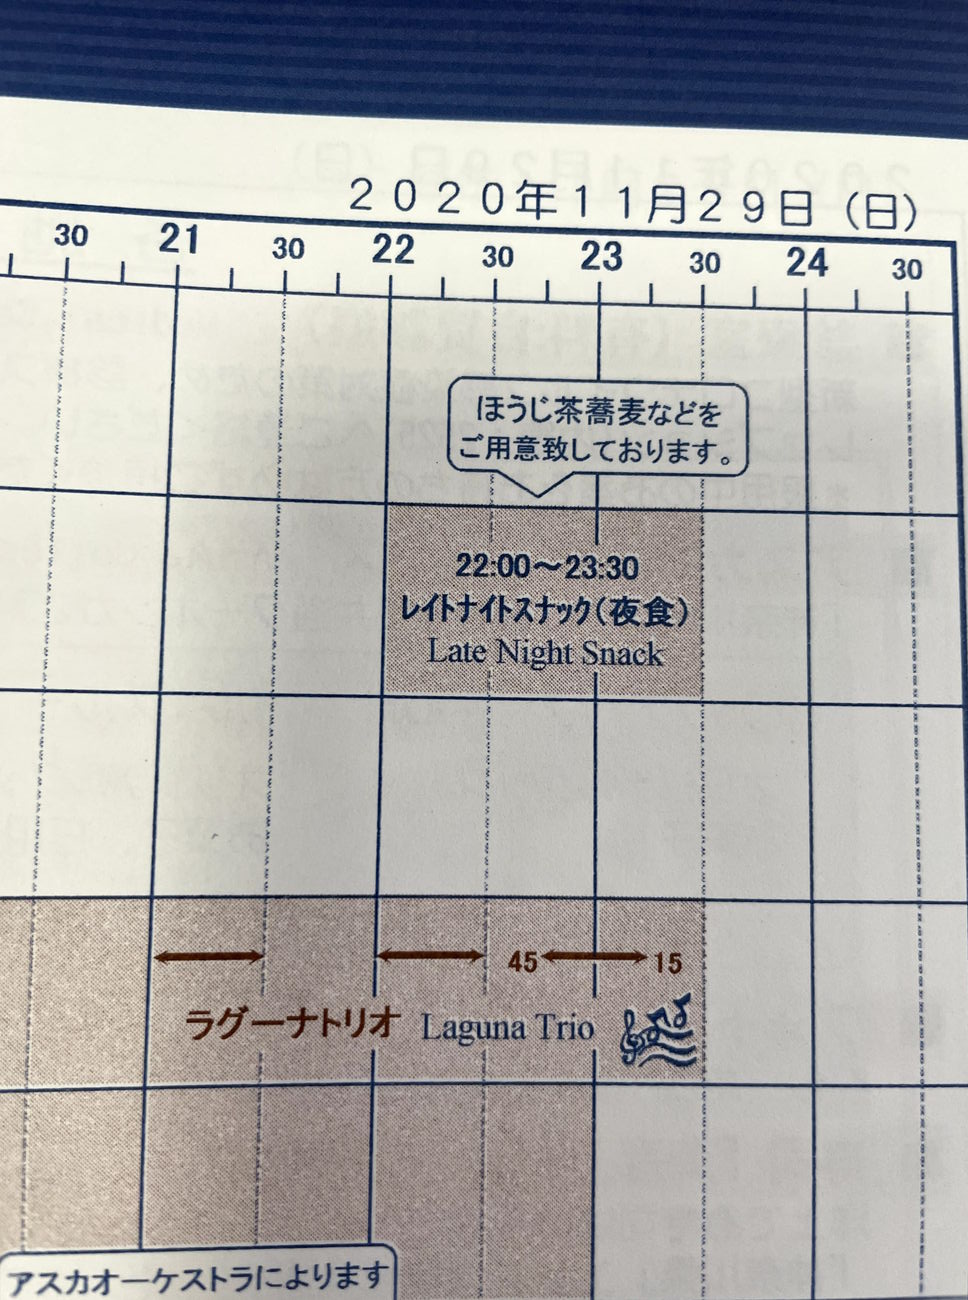 2020年11月29日（日）
30 21 30 22 30 23 30 24 30
ほうじ茶蕎麦などを
ご用意致しております。
22:00～23:30
レイトナイトスナック（夜食）
Late Night Snack
45 15
ラグーナトリオ Laguna Trio
アスカオーケストラによります